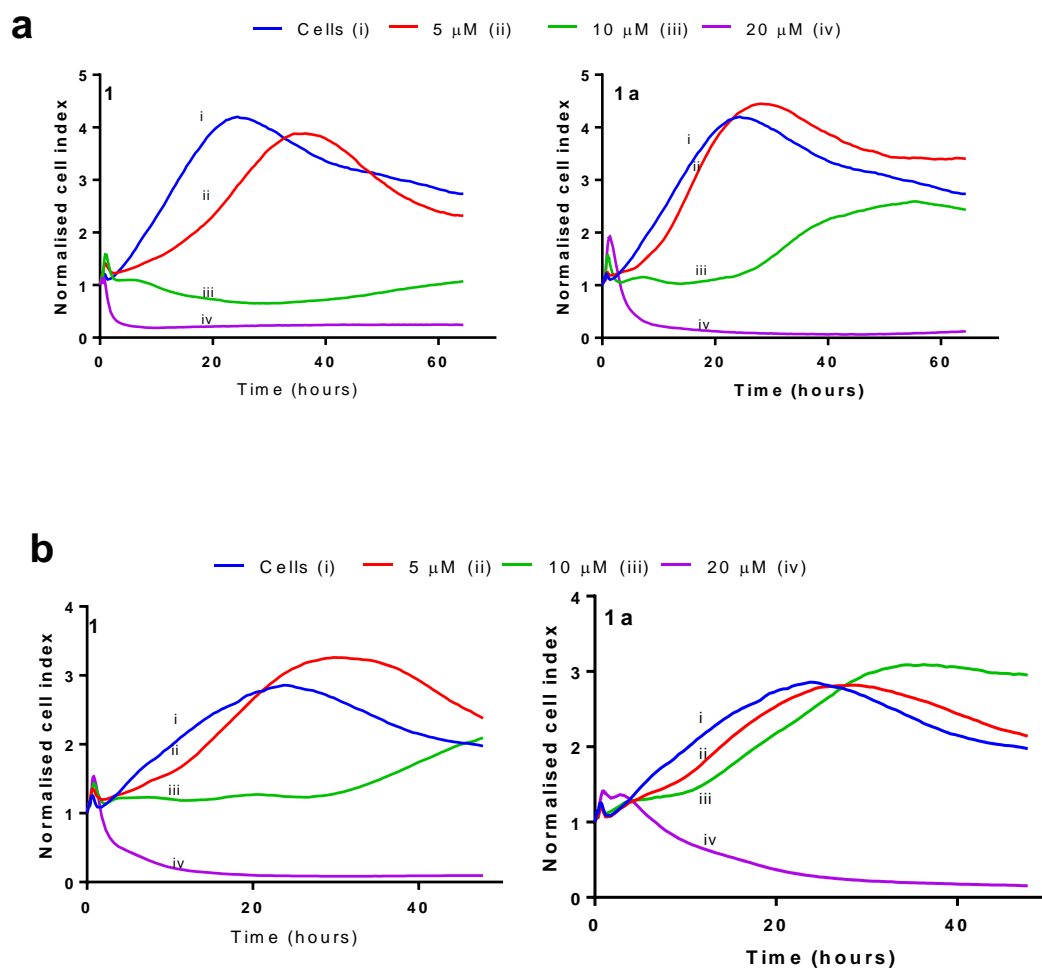 a
Cells (i) 5 μM (ii) 10 μM (iii) 20 μM (iv)
Normalised cell index
5
4
3
2
1
0
1
i
ii
iii
iv
0 20 40 60
Time (hours)
Normalised cell index
5
4
3
2
1
0
1a
i
ii
iii
iv
0 20 40 60
Time (hours)
b
Cells (i) 5 μM (ii) 10 μM (iii) 20 μM (iv)
Normalised cell index
4
3
2
1
0
1
i
ii
iii
iv
0 20 40
Time (hours)
Normalised cell index
4
3
2
1
0
1a
i
ii
iii
iv
0 20 40
Time (hours)